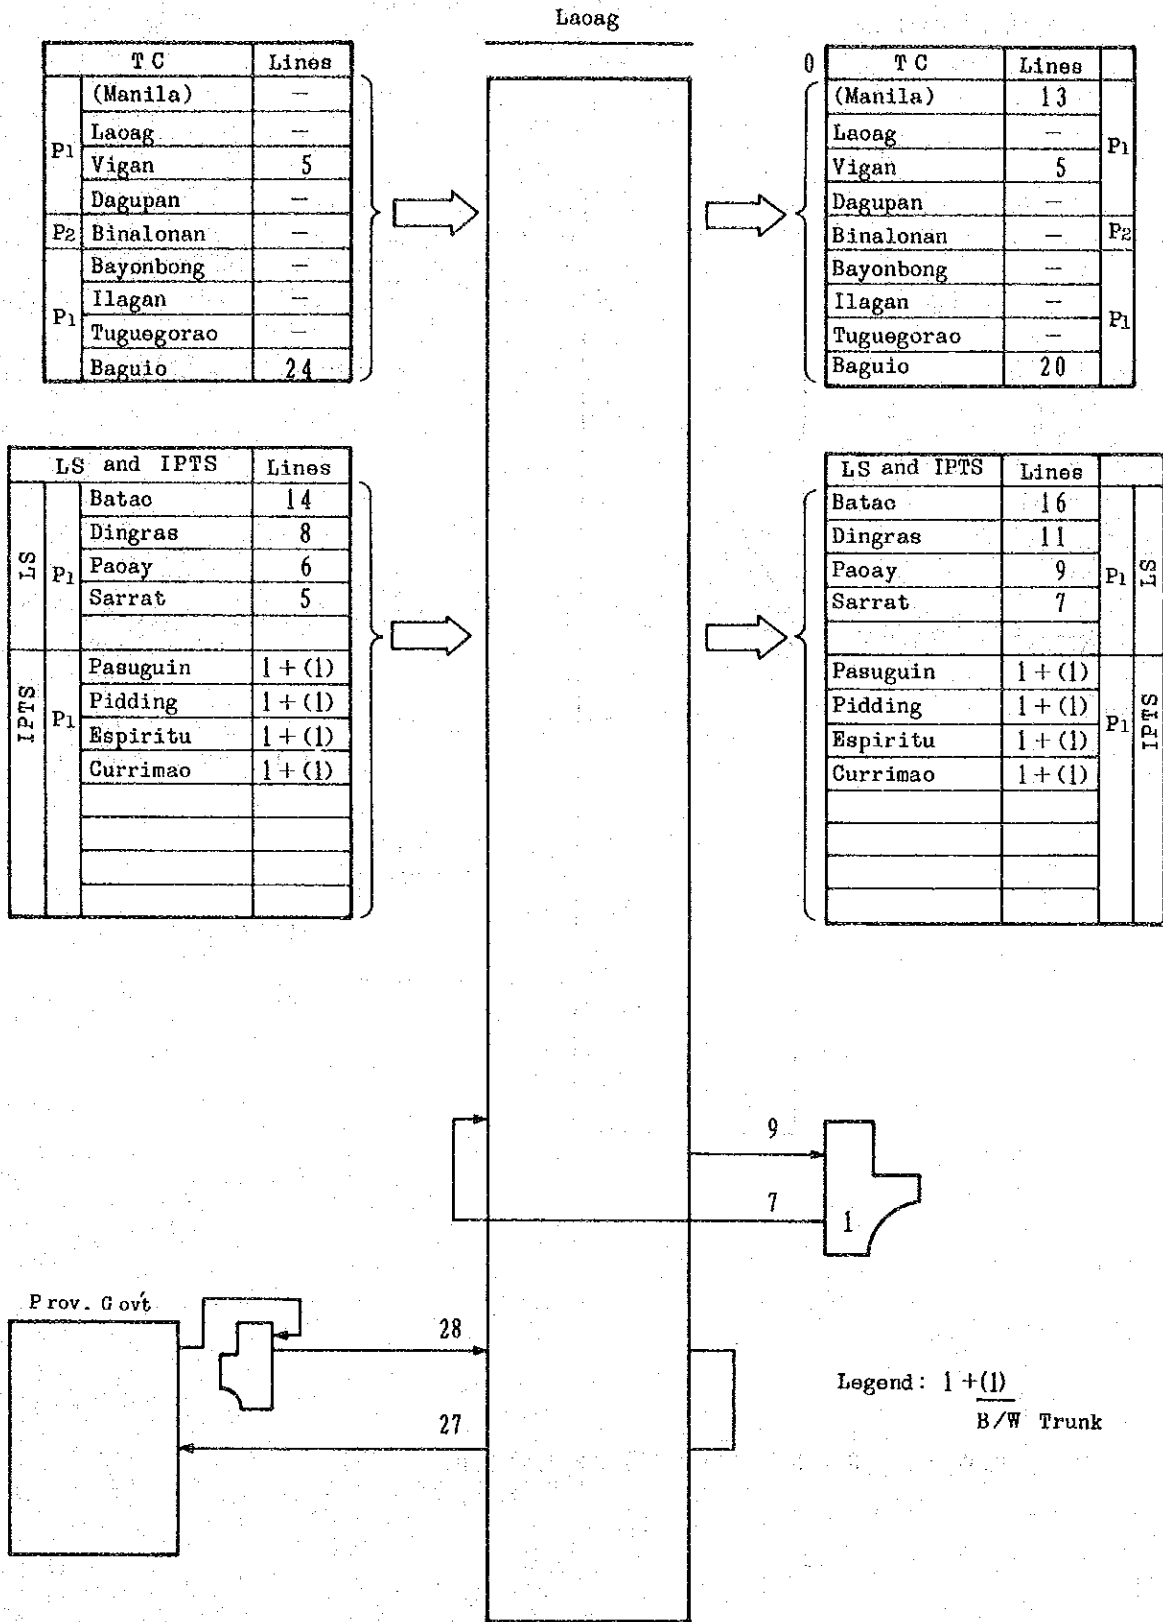 Laoag
TC Lines
P1 (Manila) —
Laoag —
Vigan 5
Dagupan —
P2 Binalonan —
P1 Bayonbong —
Ilagan —
Tuguegorao —
Baguio 24
0 TC Lines
(Manila) 13 P1
Laoag —
Vigan 5
Dagupan —
Binalonan — P2
Bayonbong — P1
Ilagan —
Tuguegorao —
Baguio 20
LS and IPTS Lines
LS P1 Batac 14
Dingras 8
Paoay 6
Sarrat 5
IPTS P1 Pasuguin 1+(1)
Pidding 1+(1)
Espiritu 1+(1)
Currimao 1+(1)
LS and IPTS Lines
Batac 16 P1 LS
Dingras 11
Paoay 9
Sarrat 7
Pasuguin 1+(1) P1 IPTS
Pidding 1+(1)
Espiritu 1+(1)
Currimao 1+(1)
9
7
1
Prov. Gov't
28
27
Legend: 1+(1)
B/W Trunk